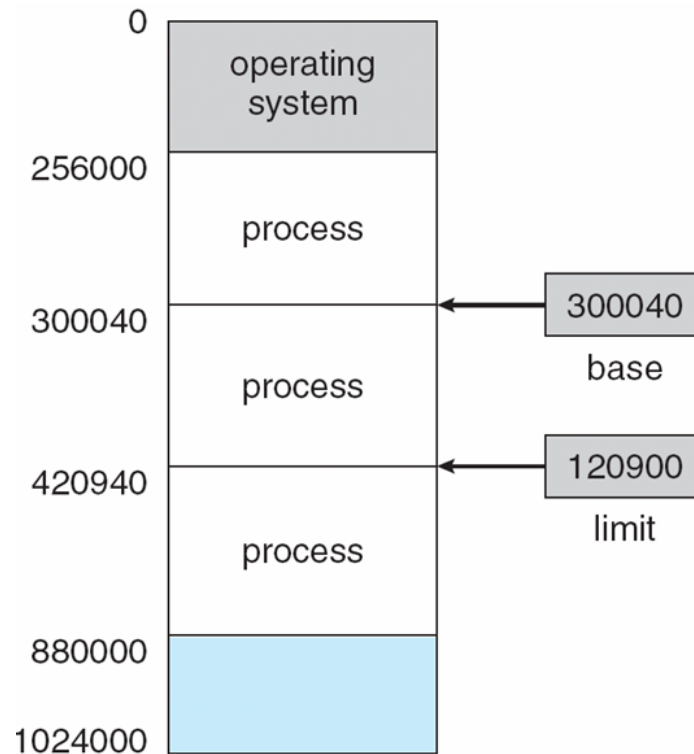 0
operating
system
256000
process
300040
300040
base
process
420940
120900
limit
process
880000
1024000